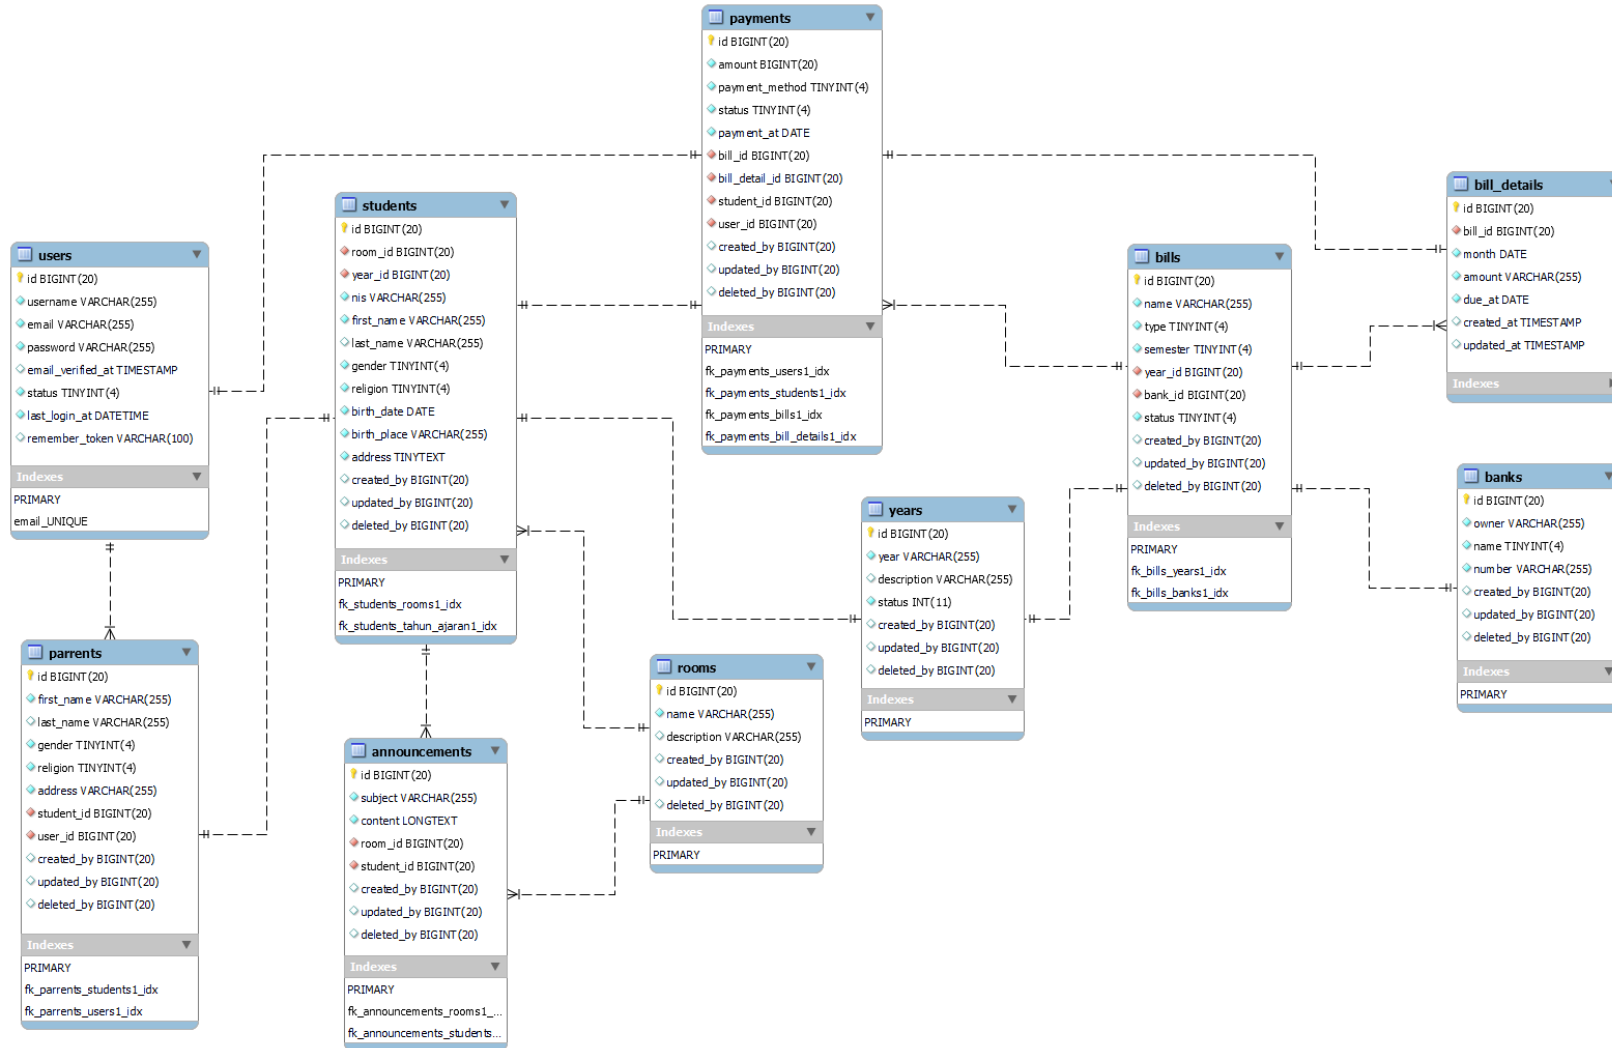 payments
id BIGINT(20)
amount BIGINT(20)
payment_method TINYINT(4)
status TINYINT(4)
payment_at DATE
bill_id BIGINT(20)
bill_detail_id BIGINT(20)
student_id BIGINT(20)
user_id BIGINT(20)
created_by BIGINT(20)
updated_by BIGINT(20)
deleted_by BIGINT(20)
Indexes
PRIMARY
fk_payments_users1_idx
fk_payments_students1_idx
fk_payments_bills1_idx
fk_payments_bill_details1_idx
bill_details
id BIGINT(20)
bill_id BIGINT(20)
month DATE
amount VARCHAR(255)
due_at DATE
created_at TIMESTAMP
updated_at TIMESTAMP
Indexes
students
id BIGINT(20)
room_id BIGINT(20)
year_id BIGINT(20)
nis VARCHAR(255)
first_name VARCHAR(255)
last_name VARCHAR(255)
gender TINYINT(4)
religion TINYINT(4)
birth_date DATE
birth_place VARCHAR(255)
address TINYTEXT
created_by BIGINT(20)
updated_by BIGINT(20)
deleted_by BIGINT(20)
Indexes
PRIMARY
fk_students_rooms1_idx
fk_students_tahun_ajaran1_idx
users
id BIGINT(20)
username VARCHAR(255)
email VARCHAR(255)
password VARCHAR(255)
email_verified_at TIMESTAMP
status TINYINT(4)
last_login_at DATETIME
remember_token VARCHAR(100)
Indexes
PRIMARY
email_UNIQUE
bills
id BIGINT(20)
name VARCHAR(255)
type TINYINT(4)
semester TINYINT(4)
year_id BIGINT(20)
bank_id BIGINT(20)
status TINYINT(4)
created_by BIGINT(20)
updated_by BIGINT(20)
deleted_by BIGINT(20)
Indexes
PRIMARY
fk_bills_years1_idx
fk_bills_banks1_idx
banks
id BIGINT(20)
owner VARCHAR(255)
name TINYINT(4)
number VARCHAR(255)
created_by BIGINT(20)
updated_by BIGINT(20)
deleted_by BIGINT(20)
Indexes
PRIMARY
years
id BIGINT(20)
year VARCHAR(255)
description VARCHAR(255)
status INT(11)
created_by BIGINT(20)
updated_by BIGINT(20)
deleted_by BIGINT(20)
Indexes
PRIMARY
parrents
id BIGINT(20)
first_name VARCHAR(255)
last_name VARCHAR(255)
gender TINYINT(4)
religion TINYINT(4)
address VARCHAR(255)
student_id BIGINT(20)
user_id BIGINT(20)
created_by BIGINT(20)
updated_by BIGINT(20)
deleted_by BIGINT(20)
Indexes
PRIMARY
fk_parrents_students1_idx
fk_parrents_users1_idx
rooms
id BIGINT(20)
name VARCHAR(255)
description VARCHAR(255)
created_by BIGINT(20)
updated_by BIGINT(20)
deleted_by BIGINT(20)
Indexes
PRIMARY
announcements
id BIGINT(20)
subject VARCHAR(255)
content LONGTEXT
room_id BIGINT(20)
student_id BIGINT(20)
created_by BIGINT(20)
updated_by BIGINT(20)
deleted_by BIGINT(20)
Indexes
PRIMARY
fk_announcements_rooms1_...
fk_announcements_students...